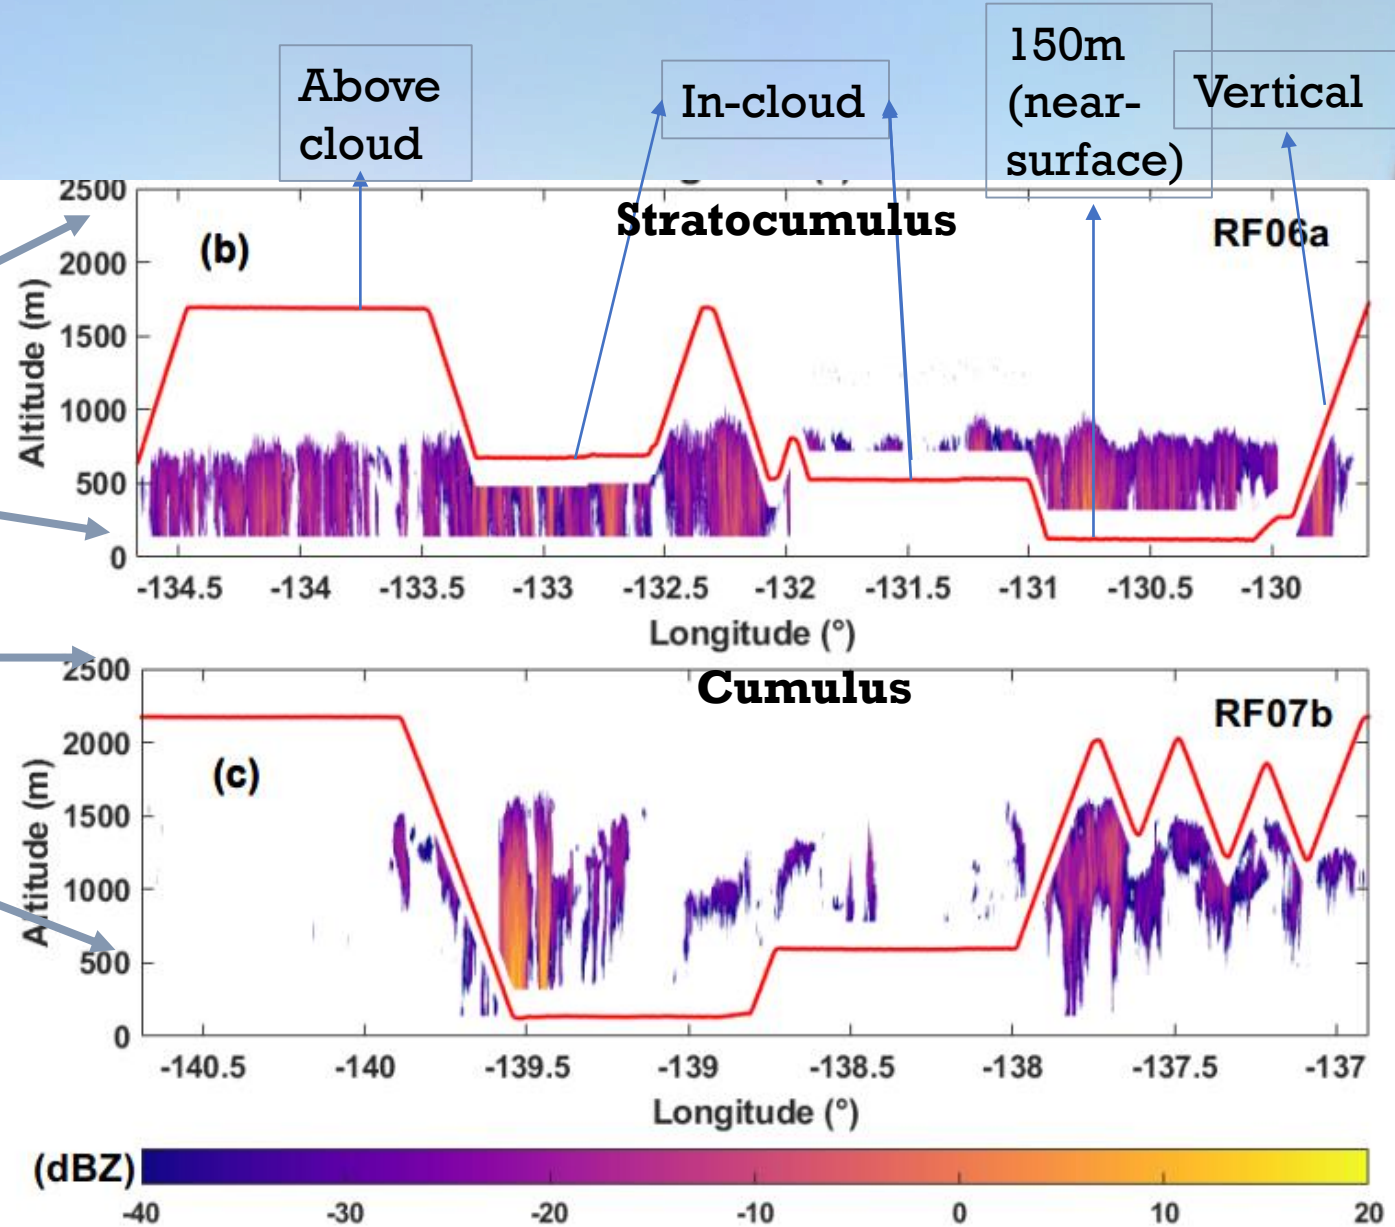 Above
cloud
In-cloud
150m
(near-
surface)
Vertical
Stratocumulus
(b)
RF06a
Altitude (m)
2500
2000
1500
1000
500
0
-134.5 -134 -133.5 -133 -132.5 -132 -131.5 -131 -130.5 -130
Longitude (°)
Cumulus
(c)
RF07b
Altitude (m)
2500
2000
1500
1000
500
0
-140.5 -140 -139.5 -139 -138.5 -138 -137.5 -137
Longitude (°)
(dBZ)
-40 -30 -20 -10 0 10 20